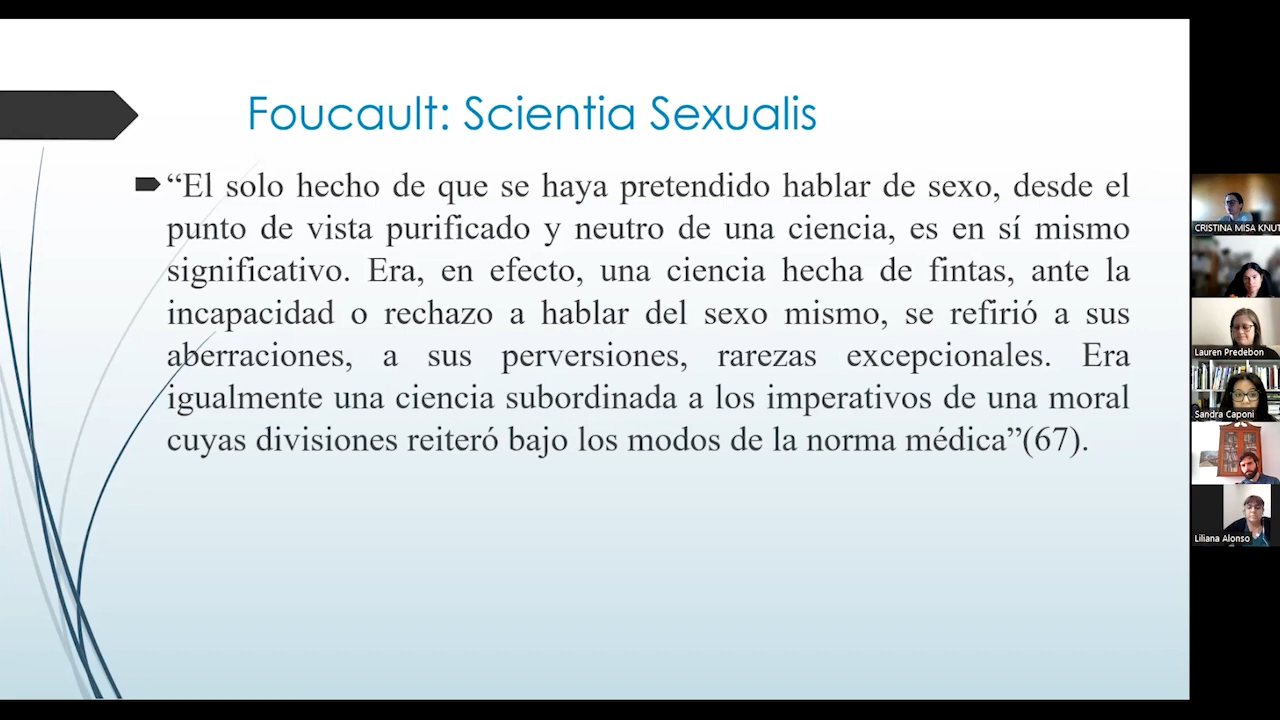 Foucault: Scientia Sexualis
“El solo hecho de que se haya pretendido hablar de sexo, desde el
punto de vista purificado y neutro de una ciencia, es en sí mismo
significativo. Era, en efecto, una ciencia hecha de fintas, ante la
incapacidad o rechazo a hablar del sexo mismo, se refirió a sus
aberraciones, a sus perversiones, rarezas excepcionales. Era
igualmente una ciencia subordinada a los imperativos de una moral
cuyas divisiones reiteró bajo los modos de la norma médica”(67).
CRISTINA MISA KNUT
Lauren Predebon
Sandra Caponi
Liliana Alonso